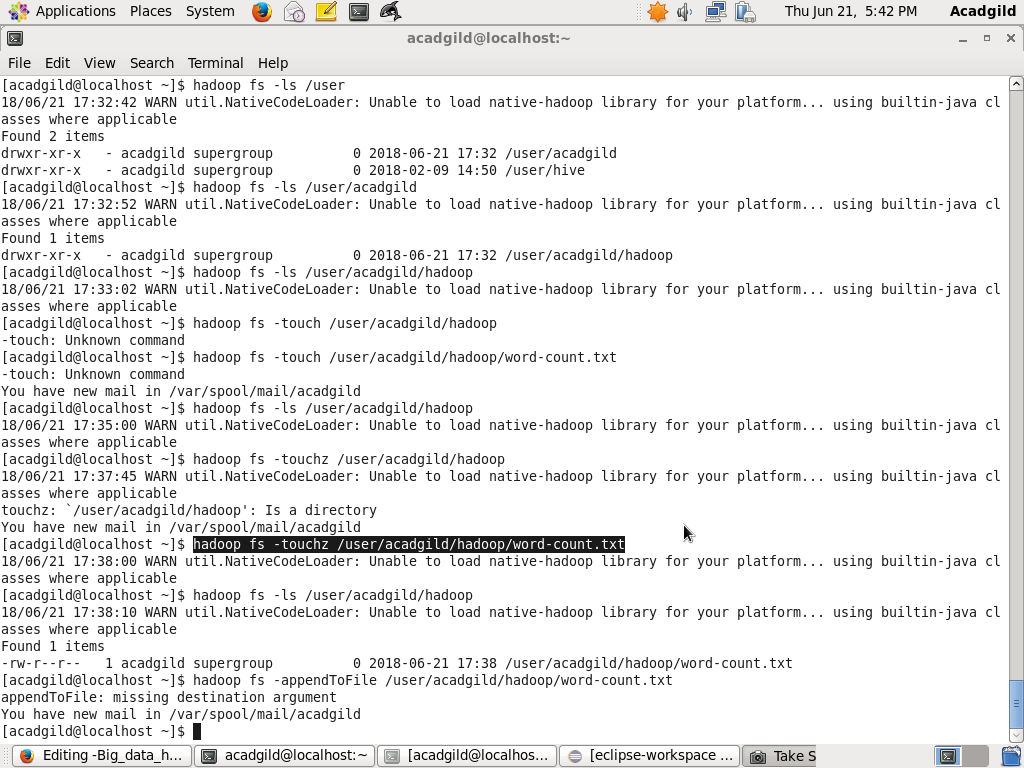 Applications Places System Thu Jun 21, 5:42 PM Acadgild
acadgild@localhost:~
File Edit View Search Terminal Help
[acadgild@localhost ~]$ hadoop fs -ls /user
18/06/21 17:32:42 WARN util.NativeCodeLoader: Unable to load native-hadoop library for your platform... using builtin-java cl
asses where applicable
Found 2 items
drwxr-xr-x   - acadgild supergroup          0 2018-06-21 17:32 /user/acadgild
drwxr-xr-x   - acadgild supergroup          0 2018-02-09 14:50 /user/hive
[acadgild@localhost ~]$ hadoop fs -ls /user/acadgild
18/06/21 17:32:52 WARN util.NativeCodeLoader: Unable to load native-hadoop library for your platform... using builtin-java cl
asses where applicable
Found 1 items
drwxr-xr-x   - acadgild supergroup          0 2018-06-21 17:32 /user/acadgild/hadoop
[acadgild@localhost ~]$ hadoop fs -ls /user/acadgild/hadoop
18/06/21 17:33:02 WARN util.NativeCodeLoader: Unable to load native-hadoop library for your platform... using builtin-java cl
asses where applicable
[acadgild@localhost ~]$ hadoop fs -touch /user/acadgild/hadoop
-touch: Unknown command
[acadgild@localhost ~]$ hadoop fs -touch /user/acadgild/hadoop/word-count.txt
-touch: Unknown command
You have new mail in /var/spool/mail/acadgild
[acadgild@localhost ~]$ hadoop fs -ls /user/acadgild/hadoop
18/06/21 17:35:00 WARN util.NativeCodeLoader: Unable to load native-hadoop library for your platform... using builtin-java cl
asses where applicable
[acadgild@localhost ~]$ hadoop fs -touchz /user/acadgild/hadoop
18/06/21 17:37:45 WARN util.NativeCodeLoader: Unable to load native-hadoop library for your platform... using builtin-java cl
asses where applicable
touchz: `/user/acadgild/hadoop': Is a directory
You have new mail in /var/spool/mail/acadgild
[acadgild@localhost ~]$ hadoop fs -touchz /user/acadgild/hadoop/word-count.txt
18/06/21 17:38:00 WARN util.NativeCodeLoader: Unable to load native-hadoop library for your platform... using builtin-java cl
asses where applicable
[acadgild@localhost ~]$ hadoop fs -ls /user/acadgild/hadoop
18/06/21 17:38:10 WARN util.NativeCodeLoader: Unable to load native-hadoop library for your platform... using builtin-java cl
asses where applicable
Found 1 items
-rw-r--r--   1 acadgild supergroup          0 2018-06-21 17:38 /user/acadgild/hadoop/word-count.txt
[acadgild@localhost ~]$ hadoop fs -appendToFile /user/acadgild/hadoop/word-count.txt
appendToFile: missing destination argument
You have new mail in /var/spool/mail/acadgild
[acadgild@localhost ~]$
Editing -Big_data_h... acadgild@localhost:~ [acadgild@localhos... [eclipse-workspace ... Take S